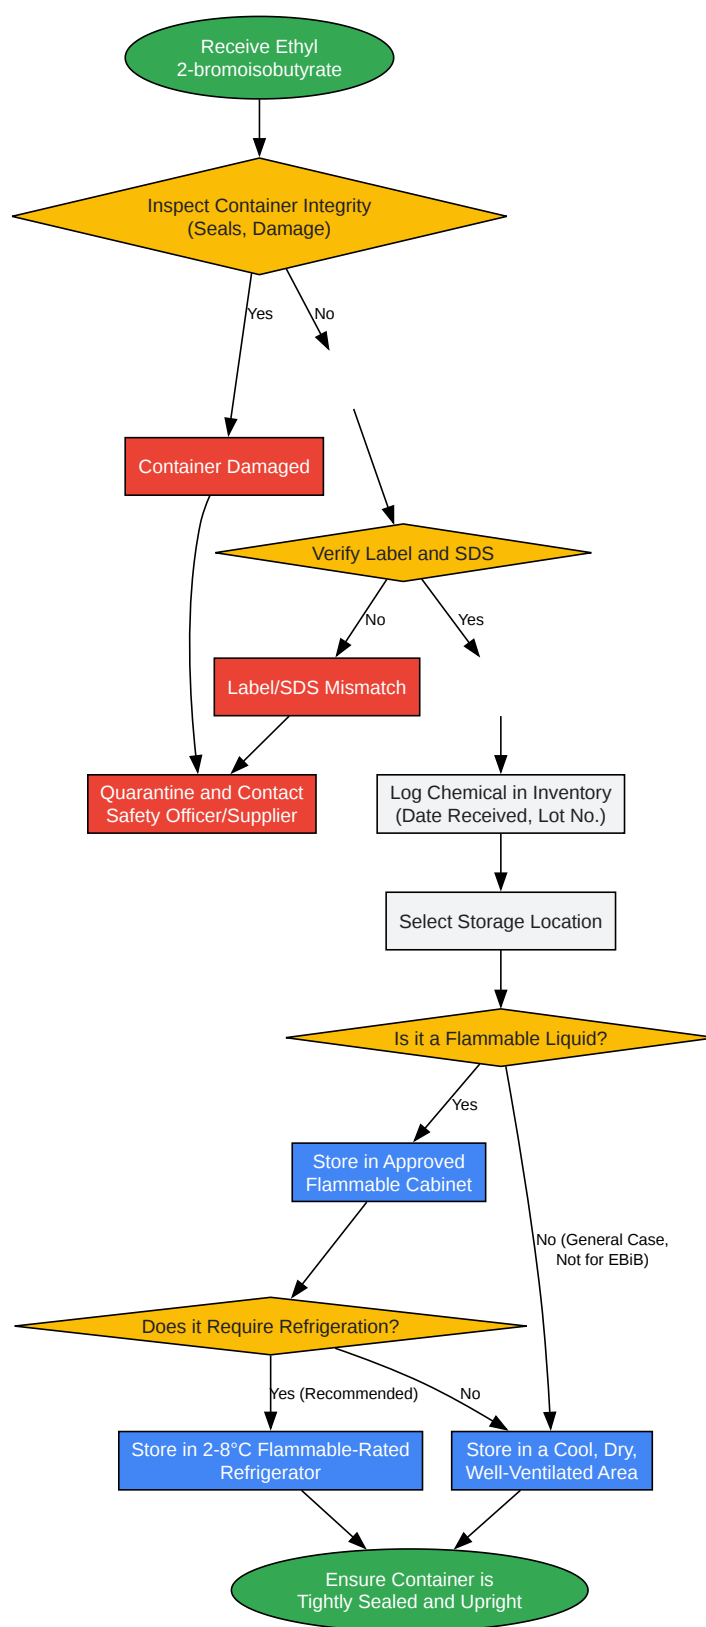 Receive Ethyl
2-bromoisobutyrate
Inspect Container Integrity
(Seals, Damage)
Yes
No
Container Damaged
Verify Label and SDS
No
Yes
Label/SDS Mismatch
Quarantine and Contact
Safety Officer/Supplier
Log Chemical in Inventory
(Date Received, Lot No.)
Select Storage Location
Is it a Flammable Liquid?
Yes
Store in Approved
Flammable Cabinet
No (General Case,
Not for EBiB)
Does it Require Refrigeration?
Yes (Recommended)
No
Store in 2-8°C Flammable-Rated
Refrigerator
Store in a Cool, Dry,
Well-Ventilated Area
Ensure Container is
Tightly Sealed and Upright